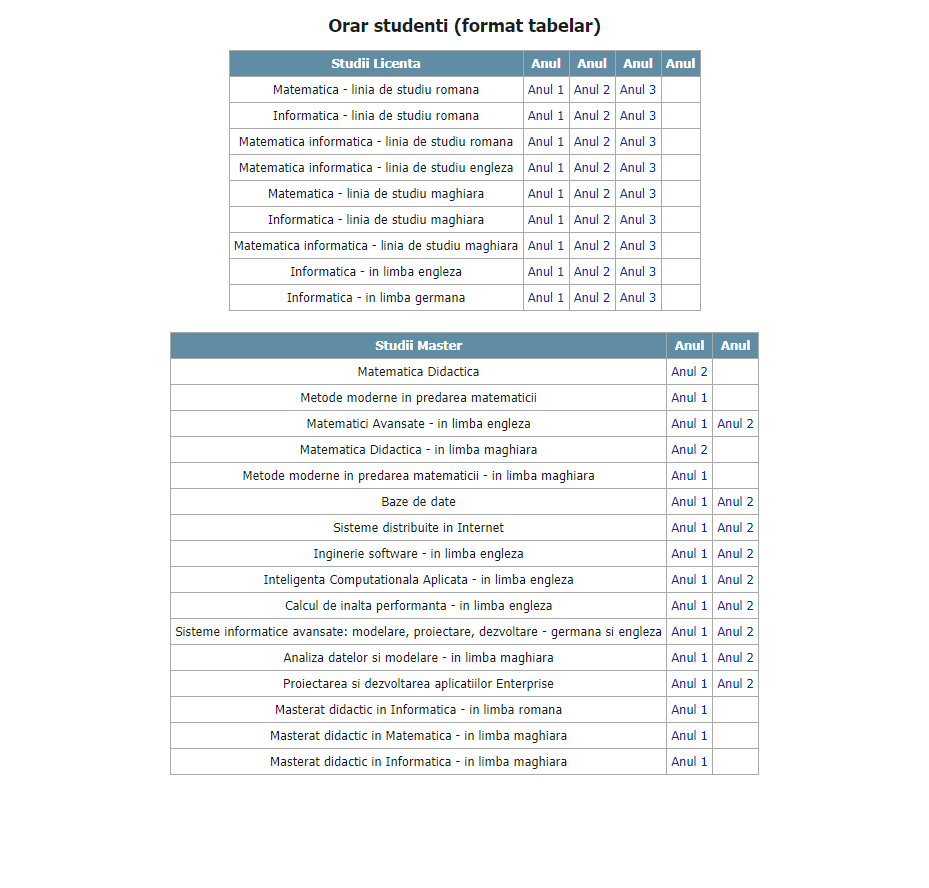 Orar studenti (format tabelar)
Studii Licenta Anul Anul Anul Anul
Matematica - linia de studiu romana Anul 1 Anul 2 Anul 3
Informatica - linia de studiu romana Anul 1 Anul 2 Anul 3
Matematica informatica - linia de studiu romana Anul 1 Anul 2 Anul 3
Matematica informatica - linia de studiu engleza Anul 1 Anul 2 Anul 3
Matematica - linia de studiu maghiara Anul 1 Anul 2 Anul 3
Informatica - linia de studiu maghiara Anul 1 Anul 2 Anul 3
Matematica informatica - linia de studiu maghiara Anul 1 Anul 2 Anul 3
Informatica - in limba engleza Anul 1 Anul 2 Anul 3
Informatica - in limba germana Anul 1 Anul 2 Anul 3
Studii Master Anul Anul
Matematica Didactica Anul 2
Metode moderne in predarea matematicii Anul 1
Matematici Avansate - in limba engleza Anul 1 Anul 2
Matematica Didactica - in limba maghiara Anul 2
Metode moderne in predarea matematicii - in limba maghiara Anul 1
Baze de date Anul 1 Anul 2
Sisteme distribuite in Internet Anul 1 Anul 2
Inginerie software - in limba engleza Anul 1 Anul 2
Inteligenta Computationala Aplicata - in limba engleza Anul 1 Anul 2
Calcul de inalta performanta - in limba engleza Anul 1 Anul 2
Sisteme informatice avansate: modelare, proiectare, dezvoltare - germana si engleza Anul 1 Anul 2
Analiza datelor si modelare - in limba maghiara Anul 1 Anul 2
Proiectarea si dezvoltarea aplicatiilor Enterprise Anul 1 Anul 2
Masterat didactic in Informatica - in limba romana Anul 1
Masterat didactic in Matematica - in limba maghiara Anul 1
Masterat didactic in Informatica - in limba maghiara Anul 1